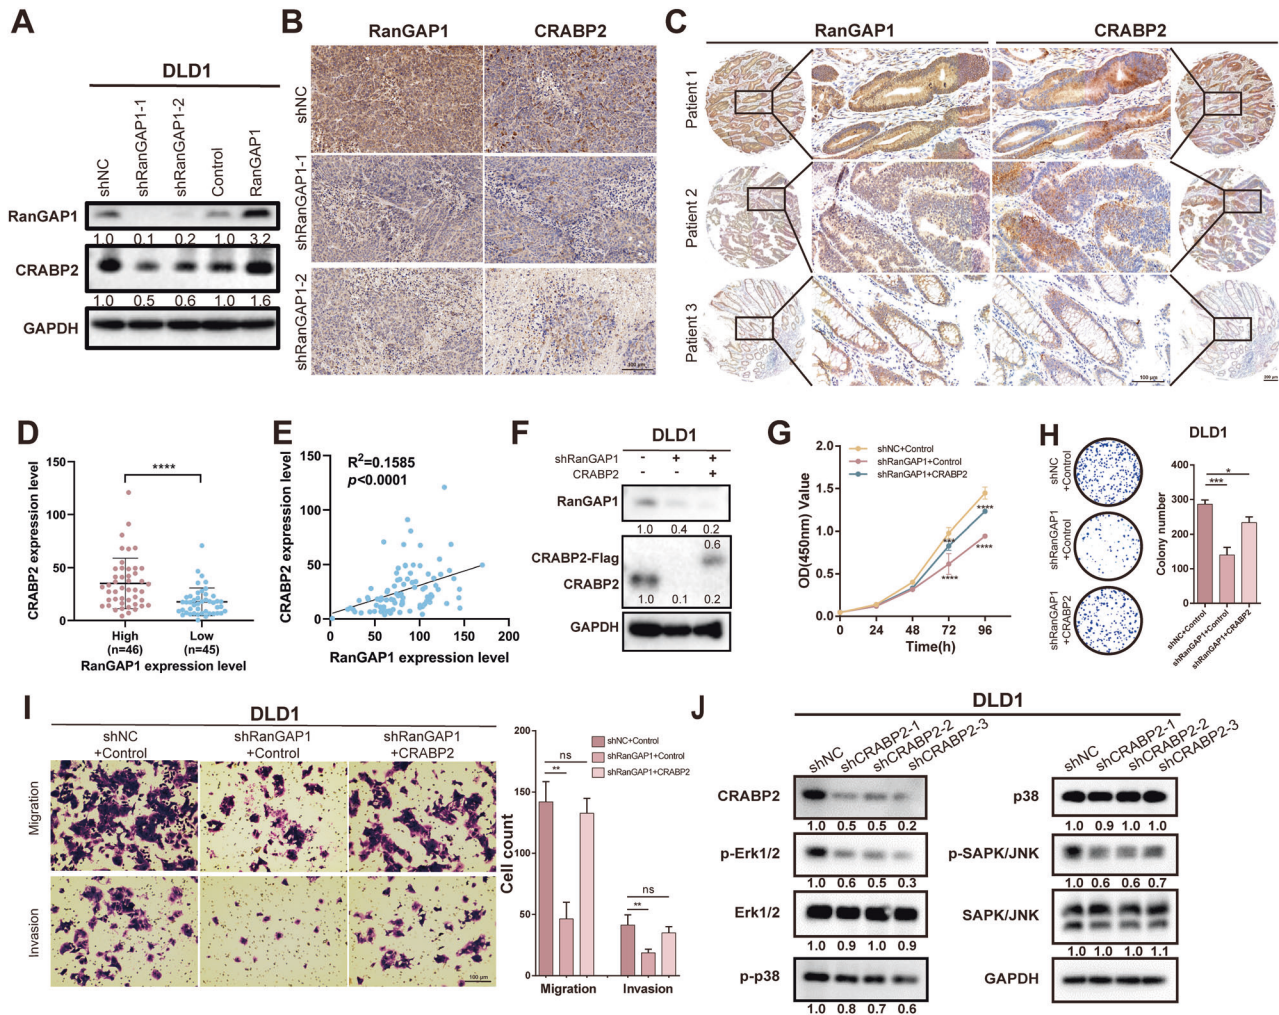 A
DLD1
shNC
shRanGAP1-1
shRanGAP1-2
Control
RanGAP1
RanGAP1
1.0 0.1 0.2 1.0 3.2
CRABP2
1.0 0.5 0.6 1.0 1.6
GAPDH
B
RanGAP1 CRABP2
shNC
shRanGAP1-1
shRanGAP1-2
200 μm
C
RanGAP1 CRABP2
Patient 1
Patient 2
Patient 3
100 μm
200 μm
D
CRABP2 expression level
150
100
50
0
****
High Low
(n=46) (n=45)
RanGAP1 expression level
E
CRABP2 expression level
150
100
50
0
R²=0.1585
p<0.0001
0 50 100 150 200
RanGAP1 expression level
F
DLD1
shRanGAP1 - + +
CRABP2 - - +
RanGAP1
1.0 0.4 0.2
0.6
CRABP2-Flag
CRABP2
1.0 0.1 0.2
GAPDH
G
OD(450nm) Value
2.0
1.5
1.0
0.5
0.0
shNC+Control
shRanGAP1+Control
shRanGAP1+CRABP2
***
****
****
****
0 24 48 72 96
Time(h)
H
shNC
+Control
shRanGAP1
+Control
shRanGAP1
+CRABP2
DLD1
Colony number
400
300
200
100
0
*
***
shNC+Control
shRanGAP1+Control
shRanGAP1+CRABP2
I
DLD1
shNC
+Control
shRanGAP1
+Control
shRanGAP1
+CRABP2
Migration
Invasion
100 μm
Cell count
200
150
100
50
0
shNC+Control
shRanGAP1+Control
shRanGAP1+CRABP2
ns
**
ns
**
Migration Invasion
J
DLD1
shNC
shCRABP2-1
shCRABP2-2
shCRABP2-3
CRABP2
1.0 0.5 0.5 0.2
p-Erk1/2
1.0 0.6 0.5 0.3
Erk1/2
1.0 0.9 1.0 0.9
p-p38
1.0 0.8 0.7 0.6
shNC
shCRABP2-1
shCRABP2-2
shCRABP2-3
p38
1.0 0.9 1.0 1.0
p-SAPK/JNK
1.0 0.6 0.6 0.7
SAPK/JNK
1.0 1.0 1.0 1.1
GAPDH